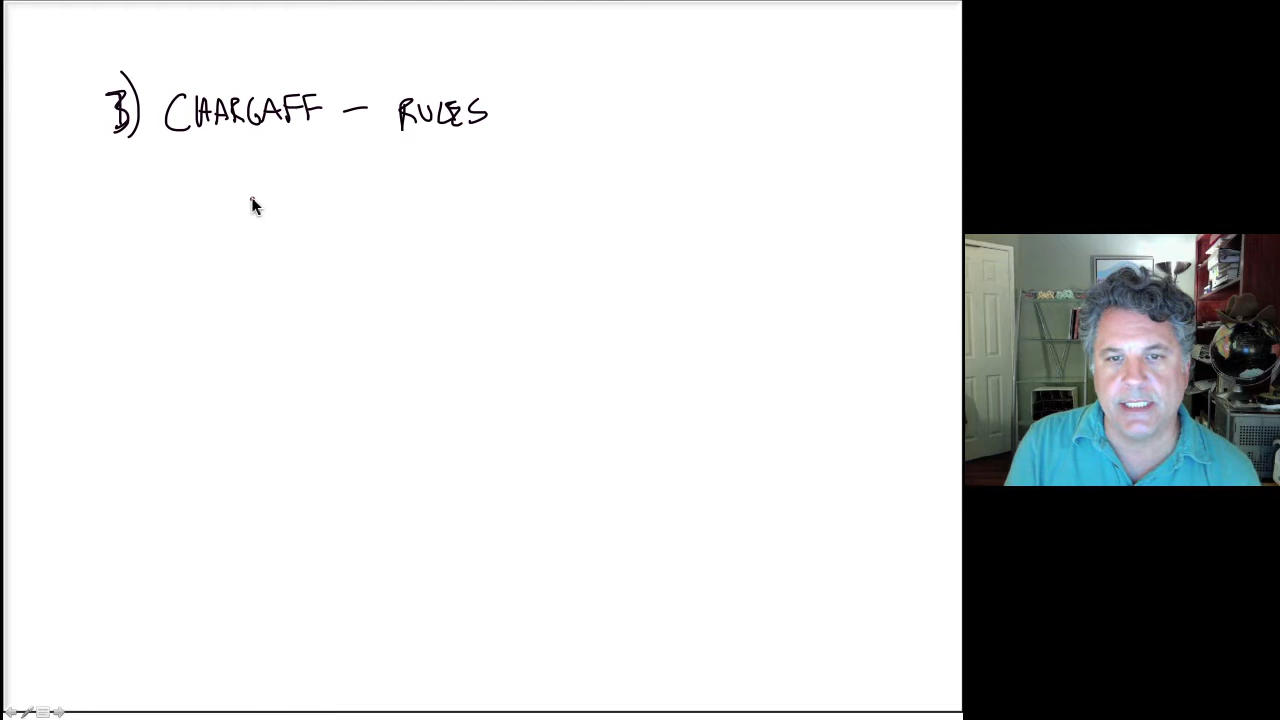 3) CHARGAFF – RULES